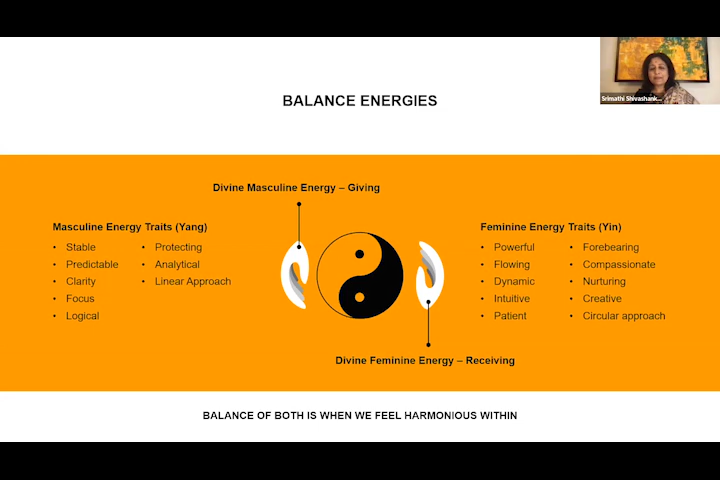 BALANCE ENERGIES
Srimathi Shivashank...
Divine Masculine Energy – Giving
Masculine Energy Traits (Yang)
• Stable
• Predictable
• Clarity
• Focus
• Logical
• Protecting
• Analytical
• Linear Approach
Feminine Energy Traits (Yin)
• Powerful
• Flowing
• Dynamic
• Intuitive
• Patient
• Forebearing
• Compassionate
• Nurturing
• Creative
• Circular approach
Divine Feminine Energy – Receiving
BALANCE OF BOTH IS WHEN WE FEEL HARMONIOUS WITHIN